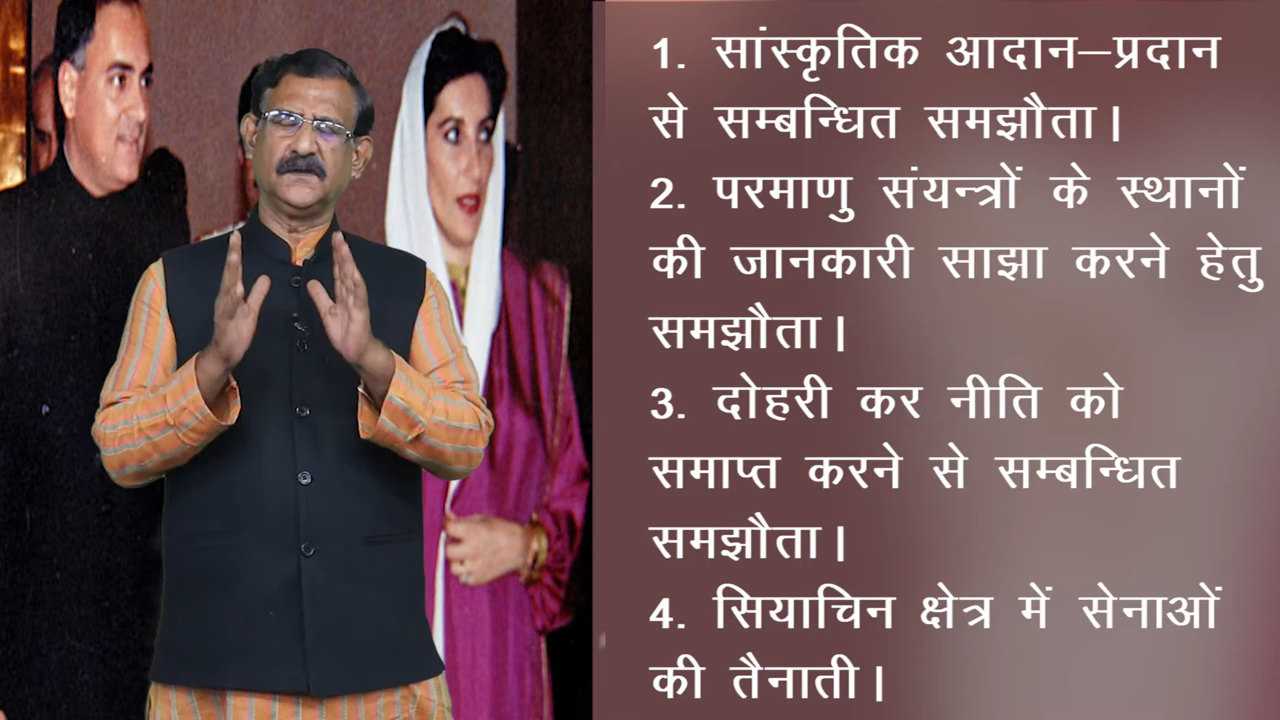 1. सांस्कृतिक आदान–प्रदान
से सम्बन्धित समझौता।
2. परमाणु संयन्त्रों के स्थानों
की जानकारी साझा करने हेतु
समझौता।
3. दोहरी कर नीति को
समाप्त करने से सम्बन्धित
समझौता।
4. सियाचिन क्षेत्र में सेनाओं
की तैनाती।